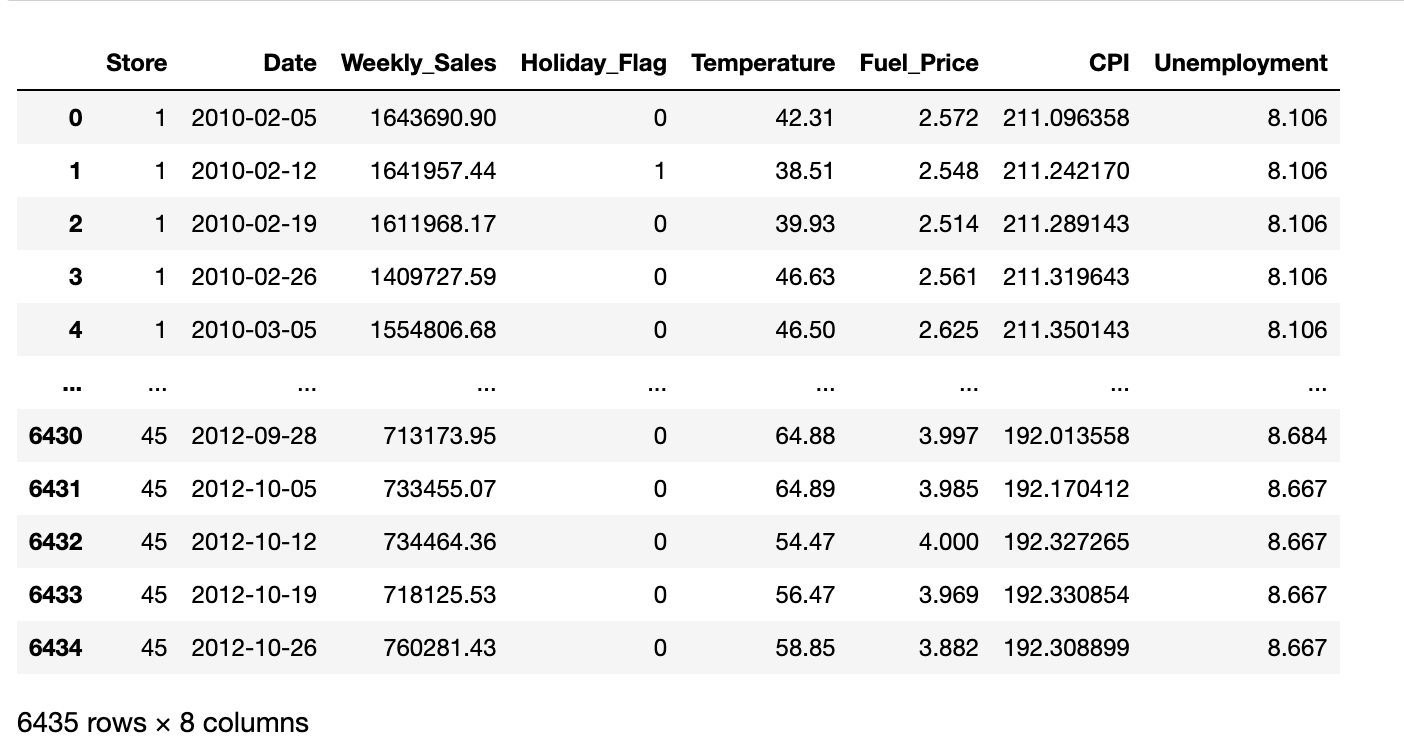 Store Date Weekly_Sales Holiday_Flag Temperature Fuel_Price CPI Unemployment
0 1 2010-02-05 1643690.90 0 42.31 2.572 211.096358 8.106
1 1 2010-02-12 1641957.44 1 38.51 2.548 211.242170 8.106
2 1 2010-02-19 1611968.17 0 39.93 2.514 211.289143 8.106
3 1 2010-02-26 1409727.59 0 46.63 2.561 211.319643 8.106
4 1 2010-03-05 1554806.68 0 46.50 2.625 211.350143 8.106
... ... ... ... ... ... ... ... ...
6430 45 2012-09-28 713173.95 0 64.88 3.997 192.013558 8.684
6431 45 2012-10-05 733455.07 0 64.89 3.985 192.170412 8.667
6432 45 2012-10-12 734464.36 0 54.47 4.000 192.327265 8.667
6433 45 2012-10-19 718125.53 0 56.47 3.969 192.330854 8.667
6434 45 2012-10-26 760281.43 0 58.85 3.882 192.308899 8.667
6435 rows × 8 columns